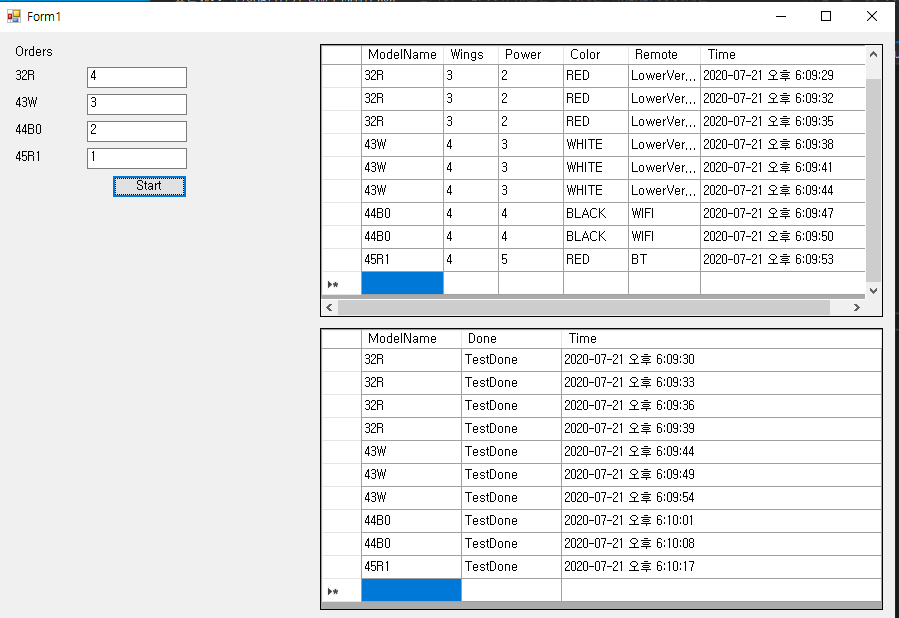 Form1
Orders
32R 4
43W 3
44B0 2
45R1 1
Start
ModelName Wings Power Color Remote Time
32R 3 2 RED LowerVer... 2020-07-21 오후 6:09:29
32R 3 2 RED LowerVer... 2020-07-21 오후 6:09:32
32R 3 2 RED LowerVer... 2020-07-21 오후 6:09:35
43W 4 3 WHITE LowerVer... 2020-07-21 오후 6:09:38
43W 4 3 WHITE LowerVer... 2020-07-21 오후 6:09:41
43W 4 3 WHITE LowerVer... 2020-07-21 오후 6:09:44
44B0 4 4 BLACK WIFI 2020-07-21 오후 6:09:47
44B0 4 4 BLACK WIFI 2020-07-21 오후 6:09:50
45R1 4 5 RED BT 2020-07-21 오후 6:09:53
ModelName Done Time
32R TestDone 2020-07-21 오후 6:09:30
32R TestDone 2020-07-21 오후 6:09:33
32R TestDone 2020-07-21 오후 6:09:36
32R TestDone 2020-07-21 오후 6:09:39
43W TestDone 2020-07-21 오후 6:09:44
43W TestDone 2020-07-21 오후 6:09:49
43W TestDone 2020-07-21 오후 6:09:54
44B0 TestDone 2020-07-21 오후 6:10:01
44B0 TestDone 2020-07-21 오후 6:10:08
45R1 TestDone 2020-07-21 오후 6:10:17